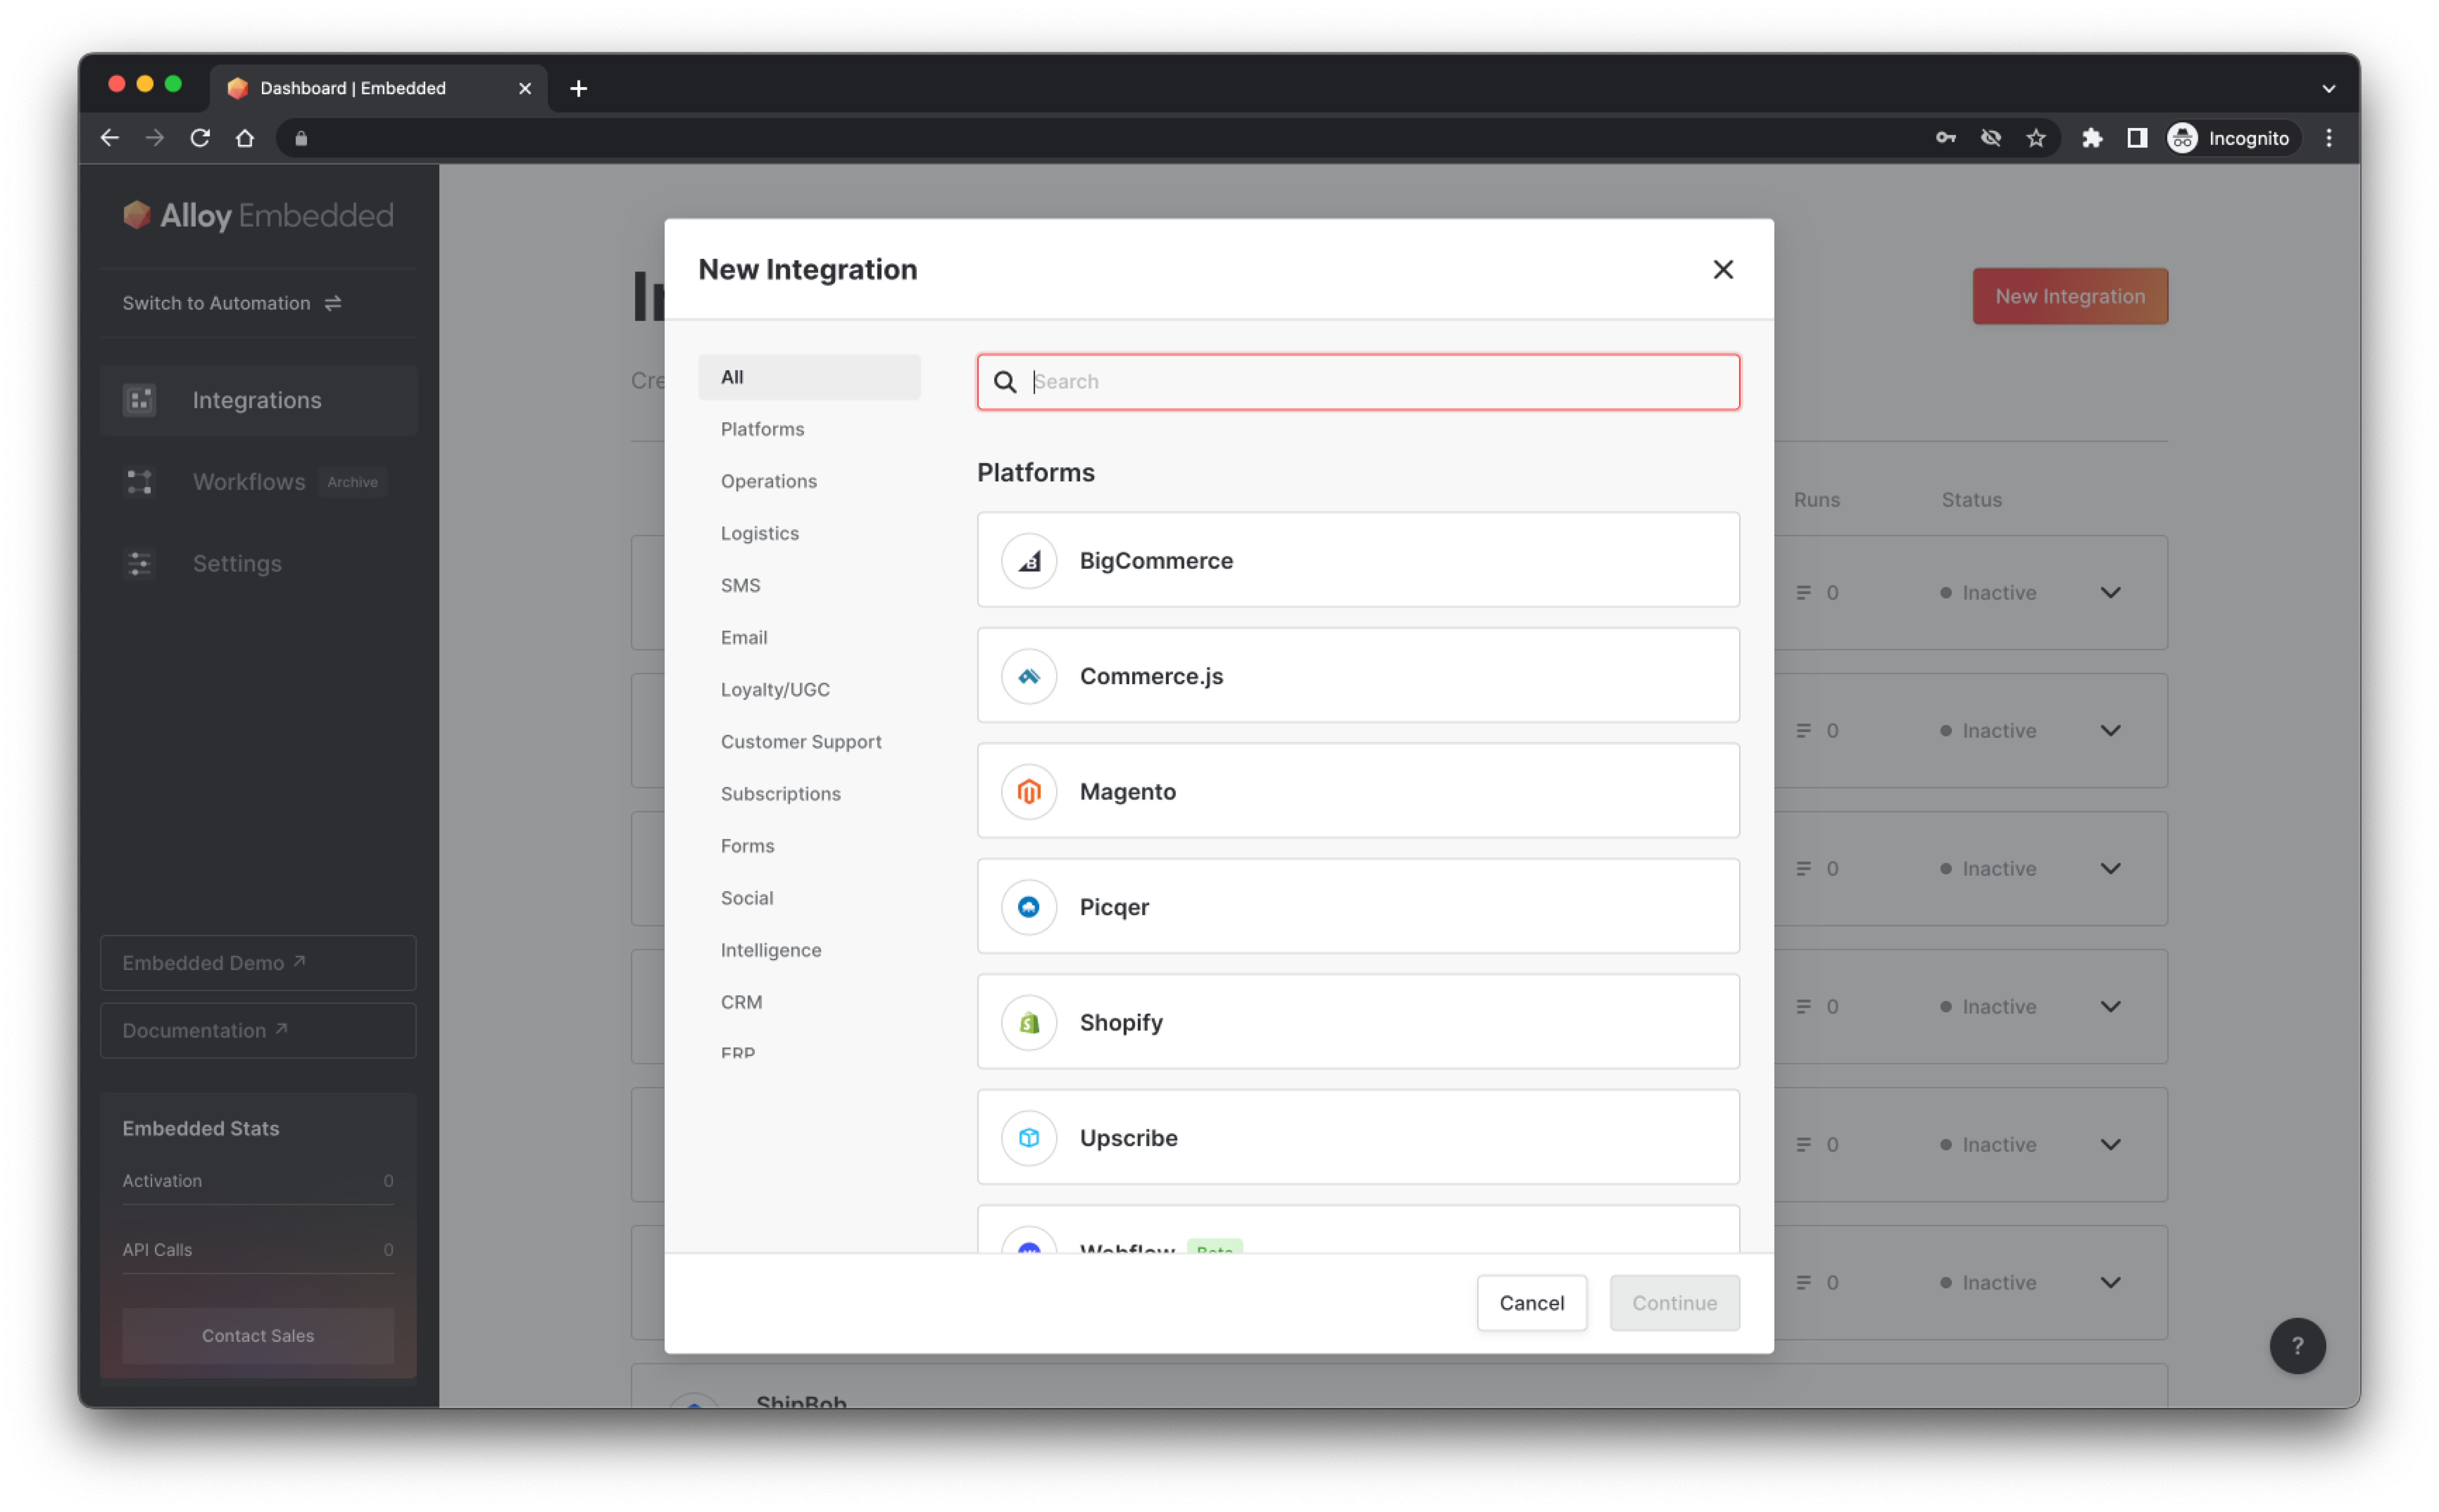 Dashboard | Embedded
Incognito
Alloy Embedded
Switch to Automation
Integrations
Workflows Archive
Settings
Embedded Demo
Documentation
Embedded Stats
Activation 0
API Calls 0
Contact Sales
New Integration
Runs Status
0 Inactive
0 Inactive
0 Inactive
0 Inactive
0 Inactive
0 Inactive
ShipBob
?
New Integration
All
Platforms
Operations
Logistics
SMS
Email
Loyalty/UGC
Customer Support
Subscriptions
Forms
Social
Intelligence
CRM
ERP
Search
Platforms
BigCommerce
Commerce.js
Magento
Picqer
Shopify
Upscribe
Webflow Beta
Cancel Continue